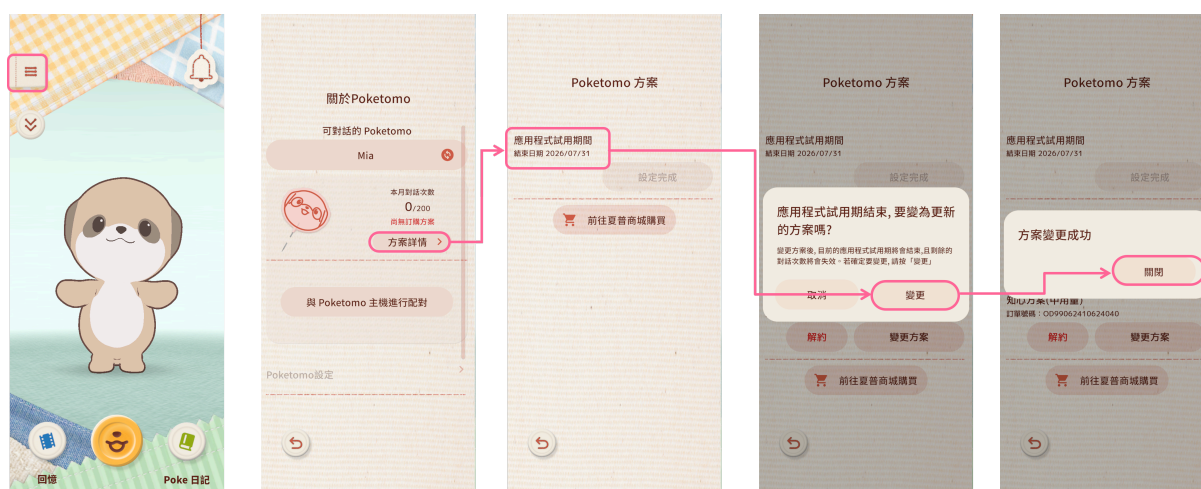 回憶
Poke 日記
關於Poketomo
可對話的 Poketomo
Mia
本月對話次數
0/200
尚無訂購方案
方案詳情
與 Poketomo 主機進行配對
Poketomo設定
Poketomo 方案
應用程式試用期間
結束日期 2026/07/31
設定完成
前往夏普商城購買
Poketomo 方案
應用程式試用期間
結束日期 2026/07/31
設定完成
應用程式試用期結束, 要變為更新
的方案嗎?
變更方案後, 目前的應用程式試用期將會結束,且剩餘的
對話次數將會失效。若確定要變更, 請按「變更」
取消
變更
解約
變更方案
前往夏普商城購買
Poketomo 方案
應用程式試用期間
結束日期 2026/07/31
設定完成
方案變更成功
關閉
知心方案(中用量)
訂單號碼：OD99062410624040
解約
變更方案
前往夏普商城購買